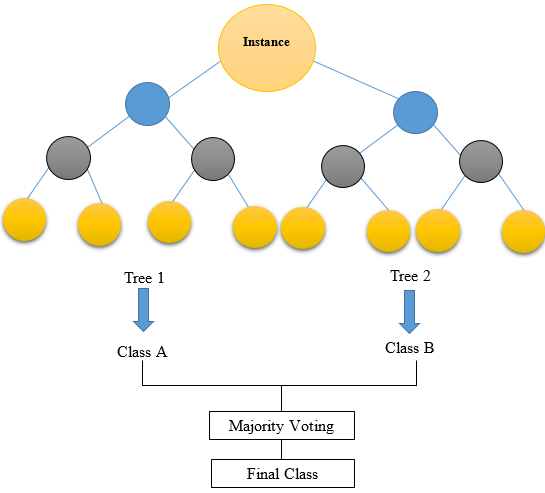 Instance
Tree 1
Tree 2
Class A
Class B
Majority Voting
Final Class